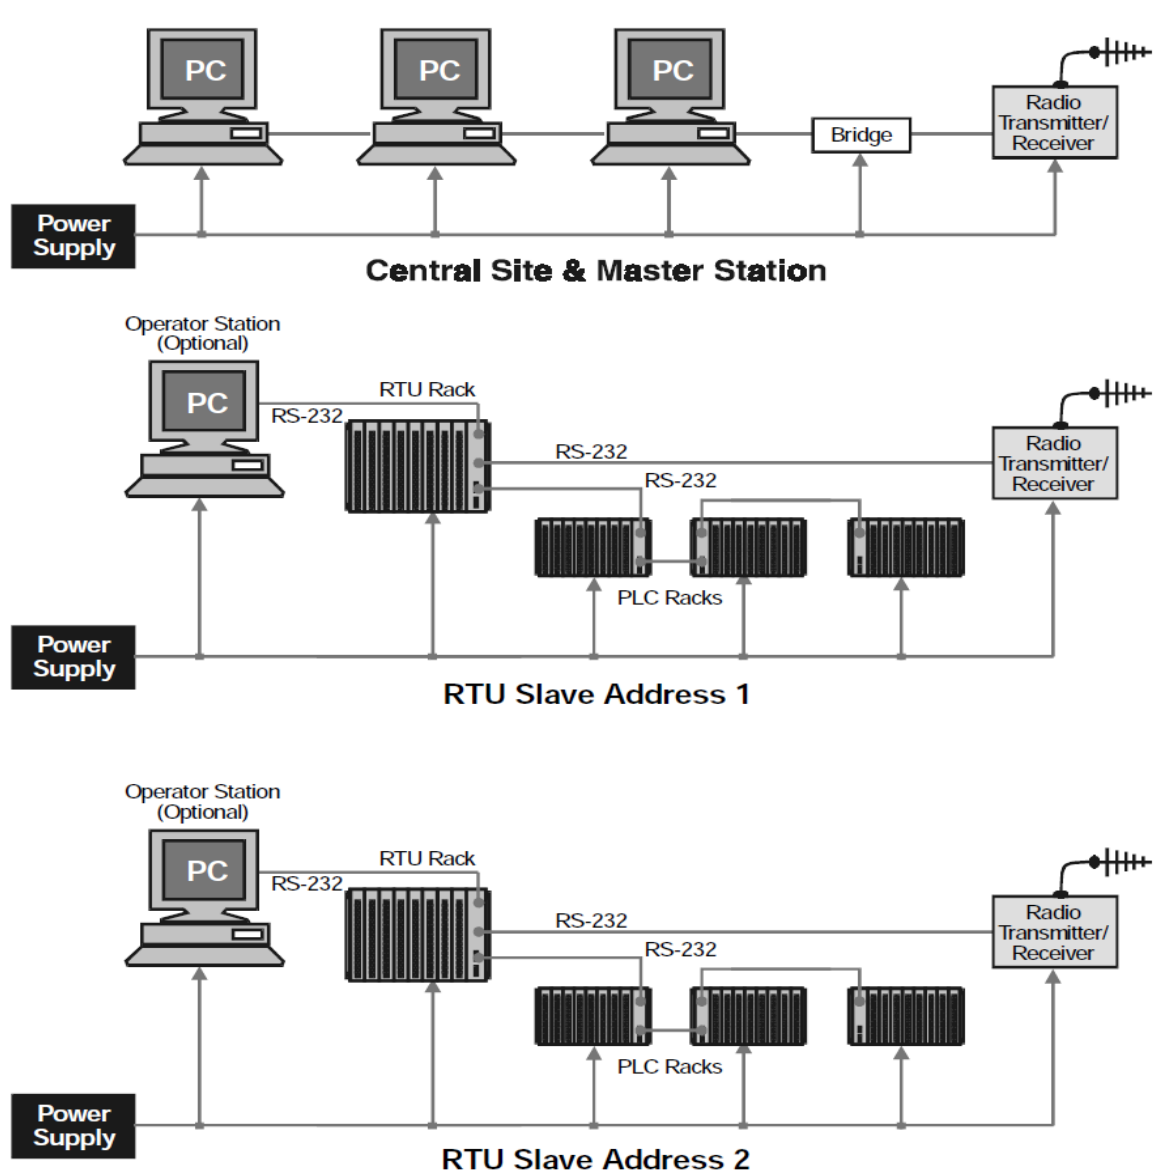 PC
PC
PC
Radio
Transmitter/
Receiver
Bridge
Power
Supply
Central Site & Master Station
Operator Station
(Optional)
PC
RTU Rack
RS-232
RS-232
RS-232
Radio
Transmitter/
Receiver
PLC Racks
Power
Supply
RTU Slave Address 1
Operator Station
(Optional)
PC
RTU Rack
RS-232
RS-232
RS-232
Radio
Transmitter/
Receiver
PLC Racks
Power
Supply
RTU Slave Address 2